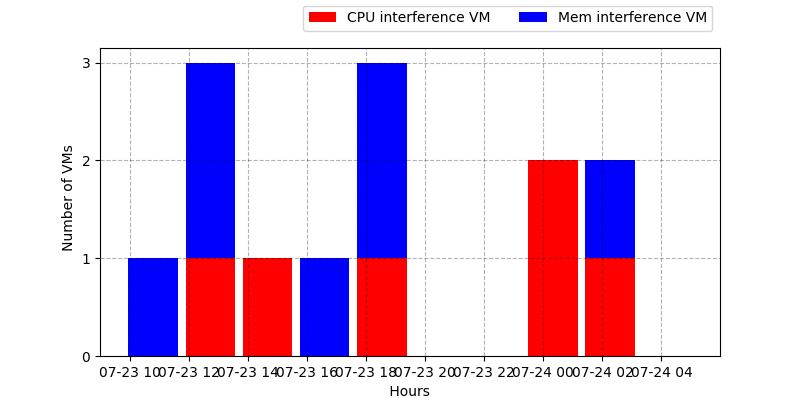 CPU interference VM Mem interference VM
3
2
1
0
Number of VMs
07-23 10 07-23 12 07-23 14 07-23 16 07-23 18 07-23 20 07-23 22 07-24 00 07-24 02 07-24 04
Hours